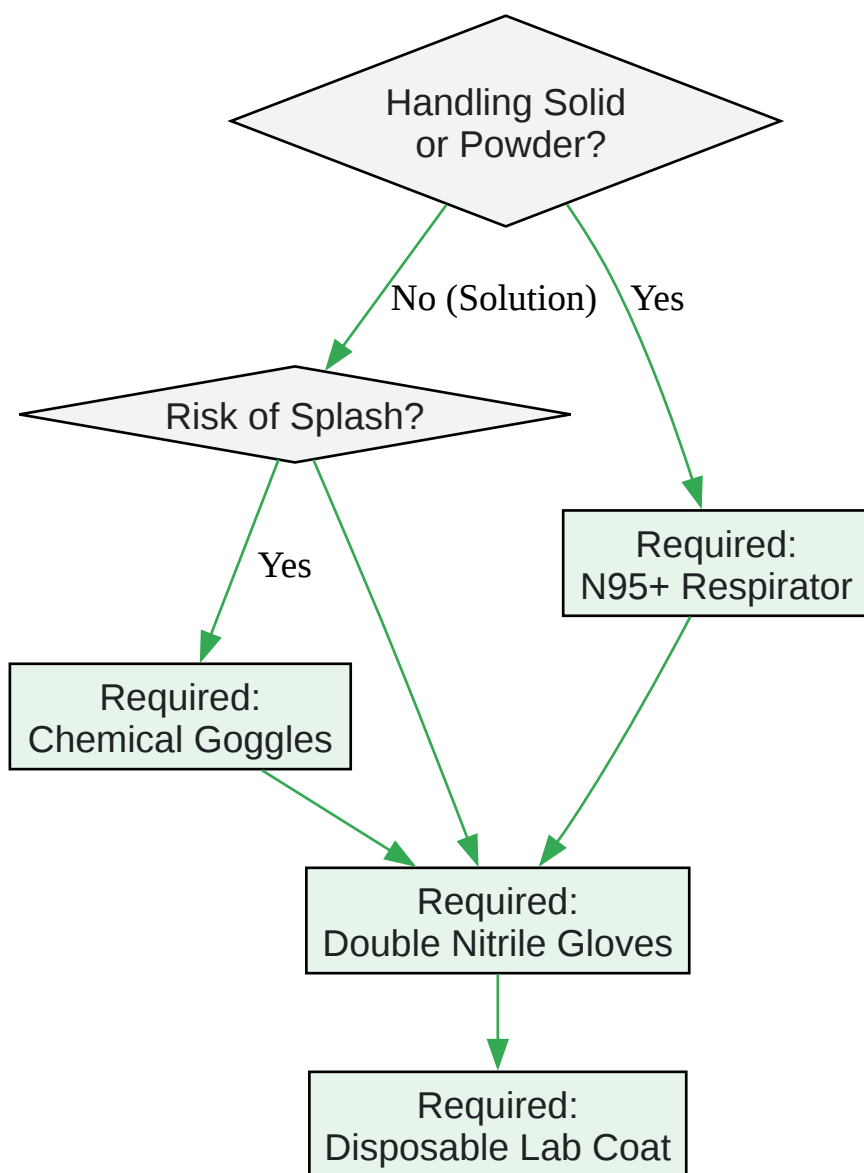 Handling Solid
or Powder?
No (Solution)
Yes
Risk of Splash?
Required:
N95+ Respirator
Yes
Required:
Chemical Goggles
Required:
Double Nitrile Gloves
Required:
Disposable Lab Coat